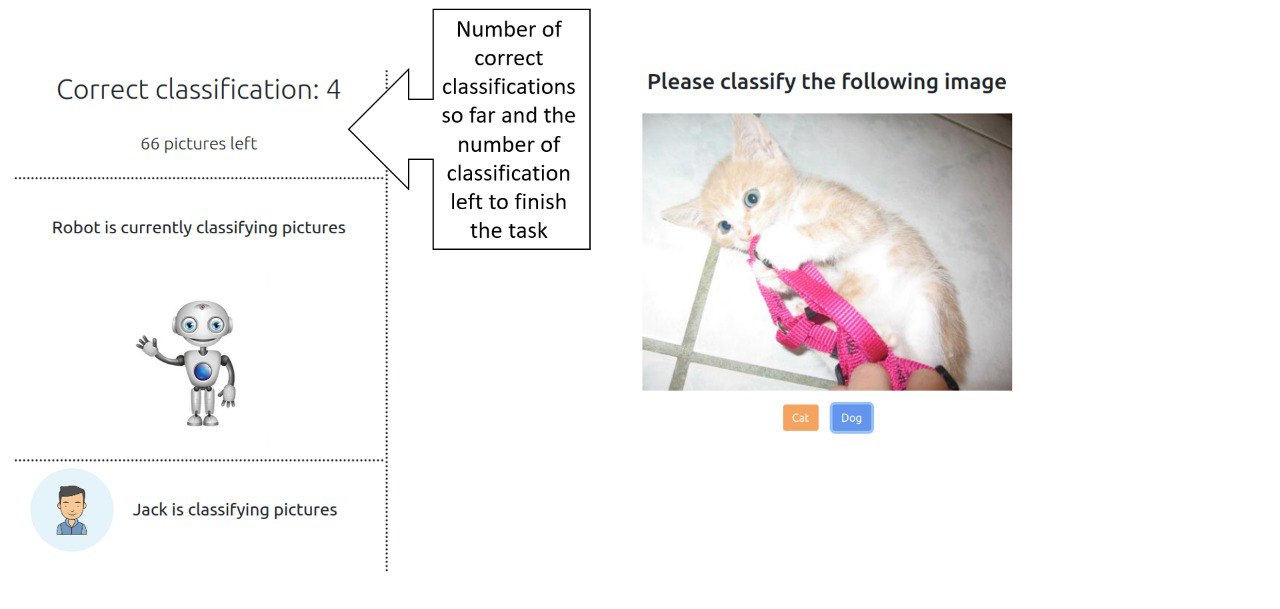 Correct classification: 4
66 pictures left
Robot is currently classifying pictures
Jack is classifying pictures
Number of
correct
classifications
so far and the
number of
classification
left to finish
the task
Please classify the following image
Cat
Dog